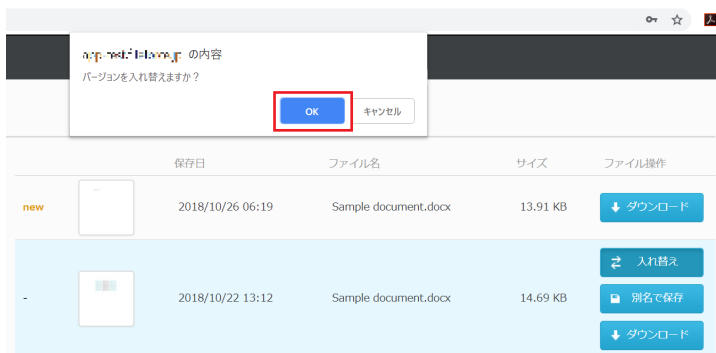 の内容
バージョンを入れ替えますか？
OK
キャンセル
保存日
ファイル名
サイズ
ファイル操作
new
2018/10/26 06:19
Sample document.docx
13.91 KB
ダウンロード
入れ替え
-
2018/10/22 13:12
Sample document.docx
14.69 KB
別名で保存
ダウンロード